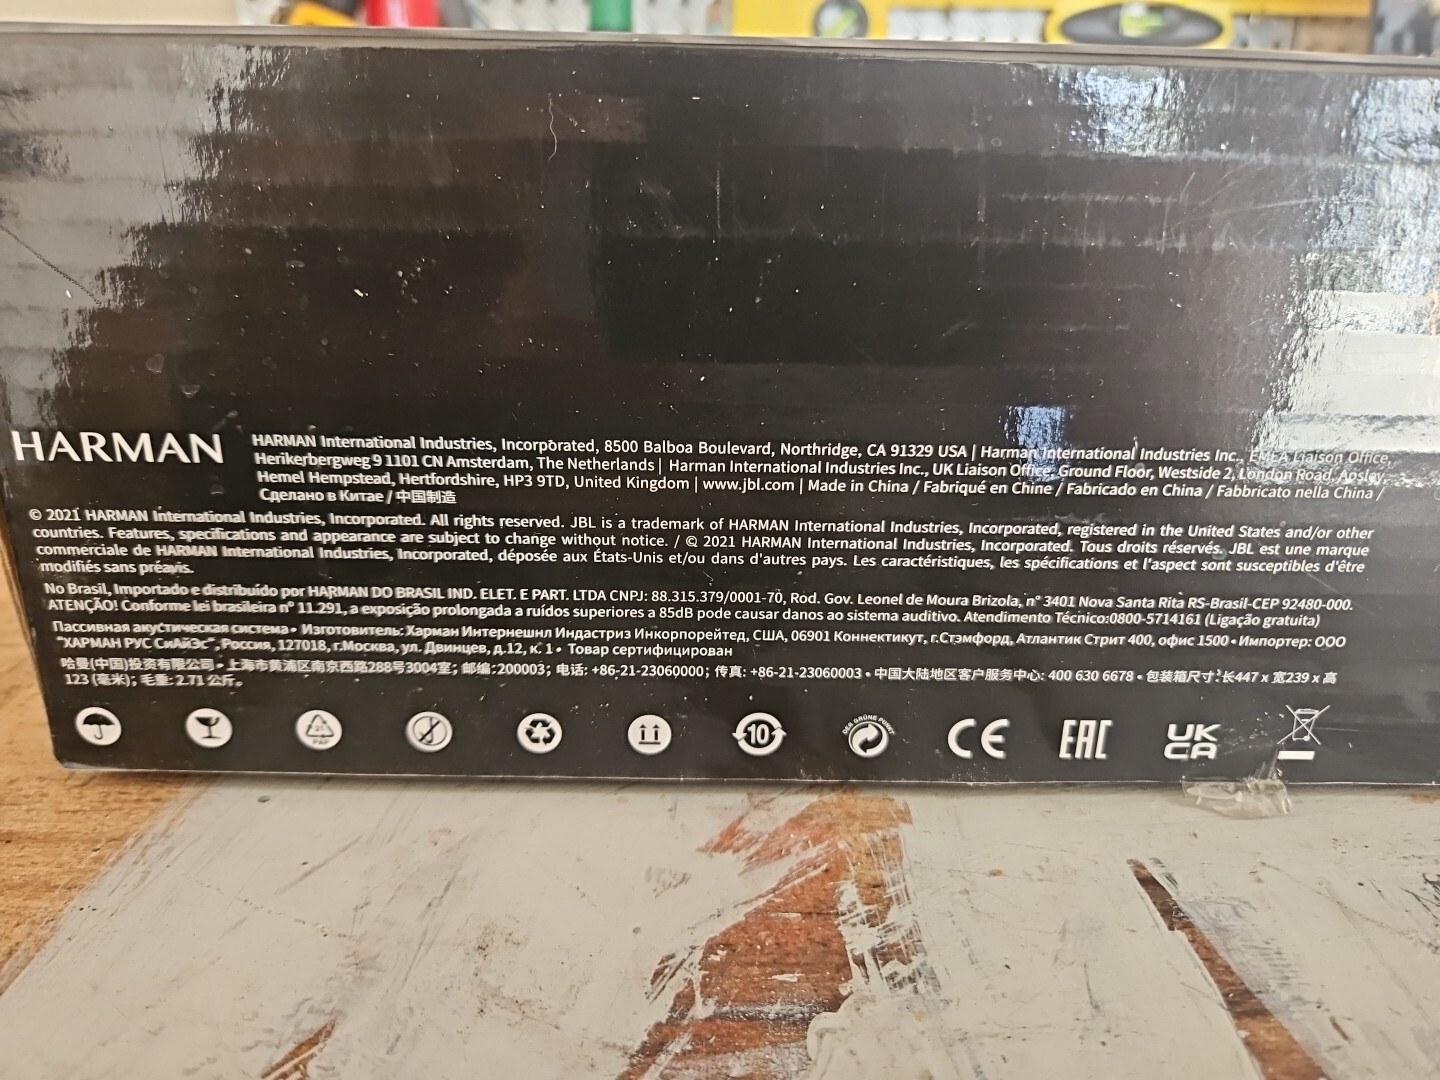 HARMAN
HARMAN International Industries, Incorporated, 8500 Balboa Boulevard, Northridge, CA 91329 USA | Harman International Industries Inc., EMEA Liaison Office,
Herikerbergweg 9 1101 CN Amsterdam, The Netherlands | Harman International Industries Inc., UK Liaison Office: Ground Floor, Westside 2, London Road, Apsley,
Hemel Hempstead, Hertfordshire, HP3 9TD, United Kingdom | www.jbl.com | Made in China / Fabriqué en Chine / Fabricado en China / Fabbricato nella China /
Сделано в Китае / 中国制造
© 2021 HARMAN International Industries, Incorporated. All rights reserved. JBL is a trademark of HARMAN International Industries, Incorporated, registered in the United States and/or other
countries. Features, specifications and appearance are subject to change without notice. / © 2021 HARMAN International Industries, Incorporated. Tous droits réservés. JBL est une marque
commerciale de HARMAN International Industries, Incorporated, déposée aux États-Unis et/ou dans d'autres pays. Les caractéristiques, les spécifications et l'aspect sont susceptibles d'être
modifiés sans préavis.
No Brasil, Importado e distribuído por HARMAN DO BRASIL IND. ELET. E PART. LTDA CNPJ: 88.315.379/0001-70, Rod. Gov. Leonel de Moura Brizola, n° 3401 Nova Santa Rita RS-Brasil-CEP 92480-000.
ATENÇÃO! Conforme lei brasileira n° 11.291, a exposição prolongada a ruídos superiores a 85dB pode causar danos ao sistema auditivo. Atendimento Técnico:0800-5714161 (Ligação gratuita)
Пассивная акустическая система • Изготовитель: Харман Интернешнл Индастриз Инкорпорейтед, США, 06901 Коннектикут, г.Стэмфорд, Атлантик Стрит 400, офис 1500 • Импортер: ООО
"ХАРМАН РУС СиАйЭс", Россия, 127018, г.Москва, ул. Двинцев, д.12, к. 1 • Товар сертифицирован
哈曼(中国)投资有限公司 • 上海市黄浦区南京西路288号3004室; 邮编:200003; 电话: +86-21-23060000; 传真: +86-21-23060003 • 中国大陆地区客户服务中心: 400 630 6678 • 包装箱尺寸:长447 x 宽239 x 高
123 (毫米); 毛重: 2.71 公斤。
21 PAP 10 DER GRÜNE PUNKT CE EAC UK CA